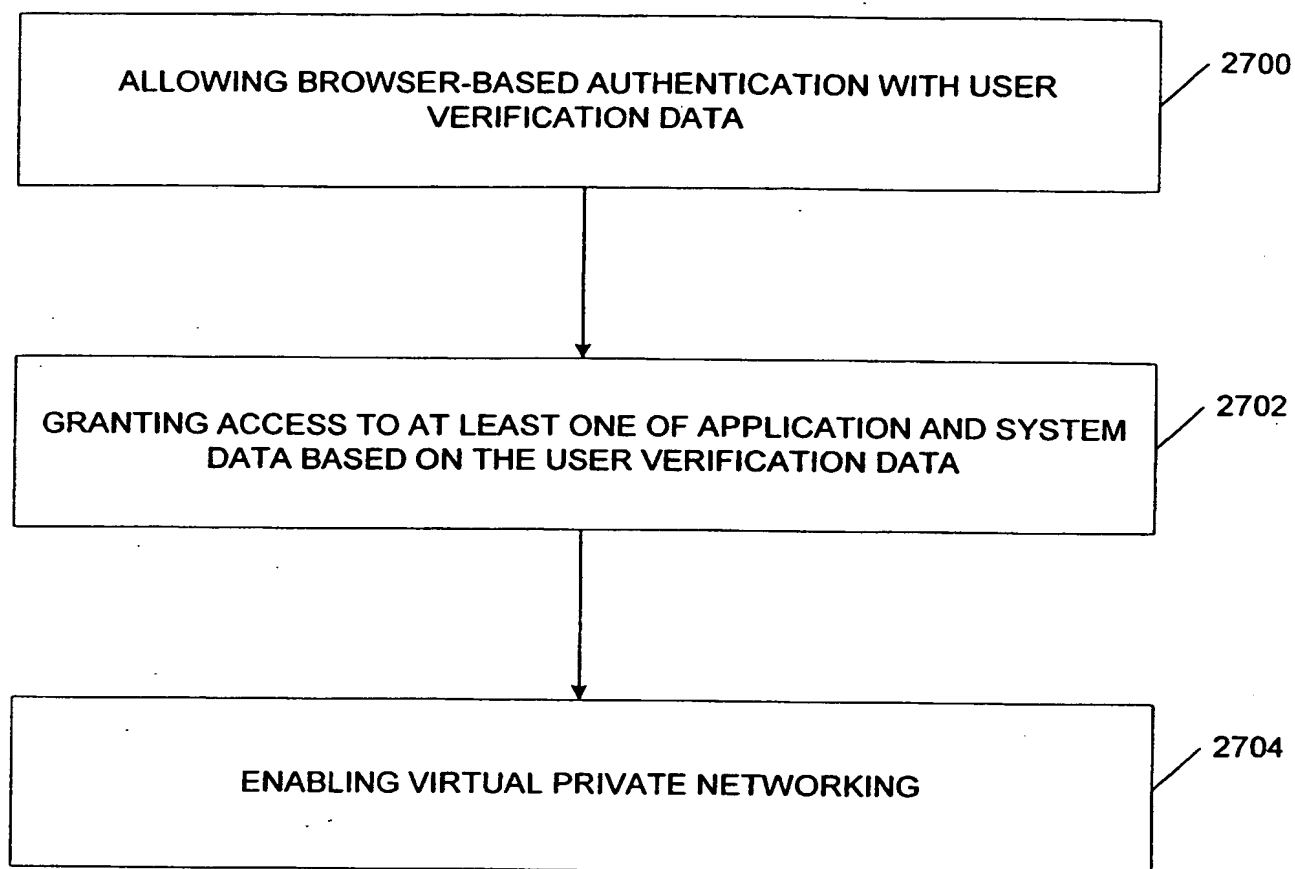 ALLOWING BROWSER-BASED AUTHENTICATION WITH USER
VERIFICATION DATA
2700
GRANTING ACCESS TO AT LEAST ONE OF APPLICATION AND SYSTEM
DATA BASED ON THE USER VERIFICATION DATA
2702
ENABLING VIRTUAL PRIVATE NETWORKING
2704